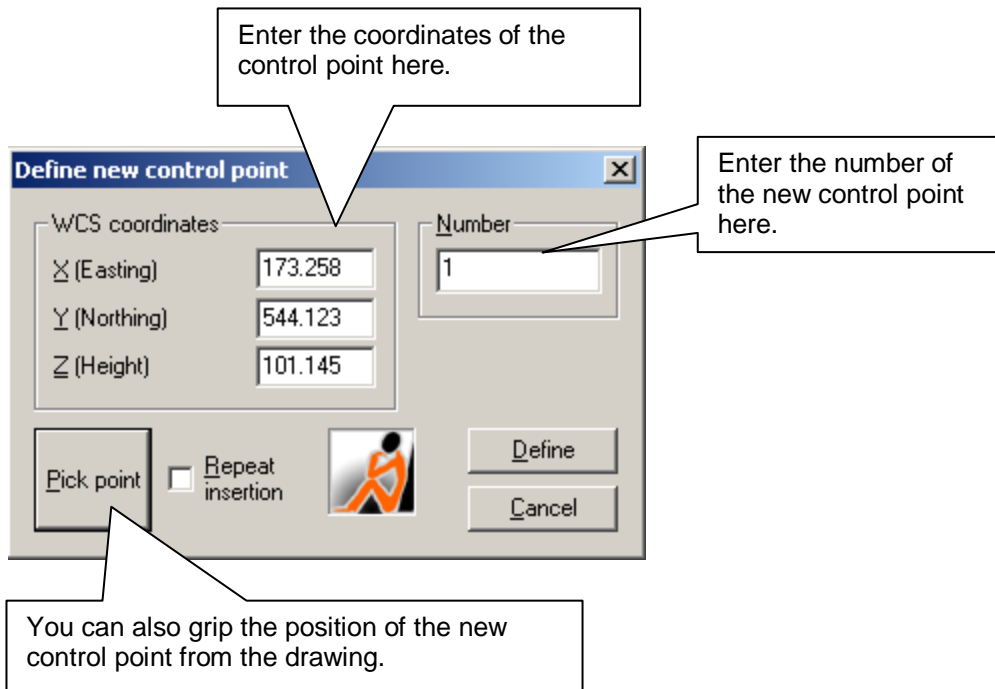 Enter the coordinates of the
control point here.
Define new control point
Enter the number of
the new control point
here.
WCS coordinates
X (Easting)
173.258
Y (Northing)
544.123
Z (Height)
101.145
Number
1
Pick point
Repeat
insertion
Define
Cancel
You can also grip the position of the new
control point from the drawing.